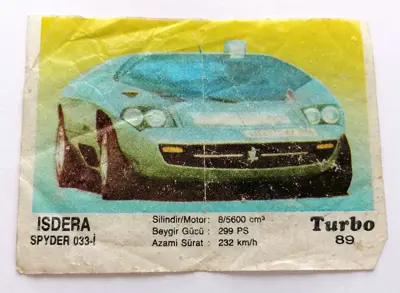 ISDERA
SPYDER 033-i
Silindir/Motor: 8/5600 cm³
Beygir Gücü : 299 PS
Azami Sürat : 232 km/h
Turbo
89